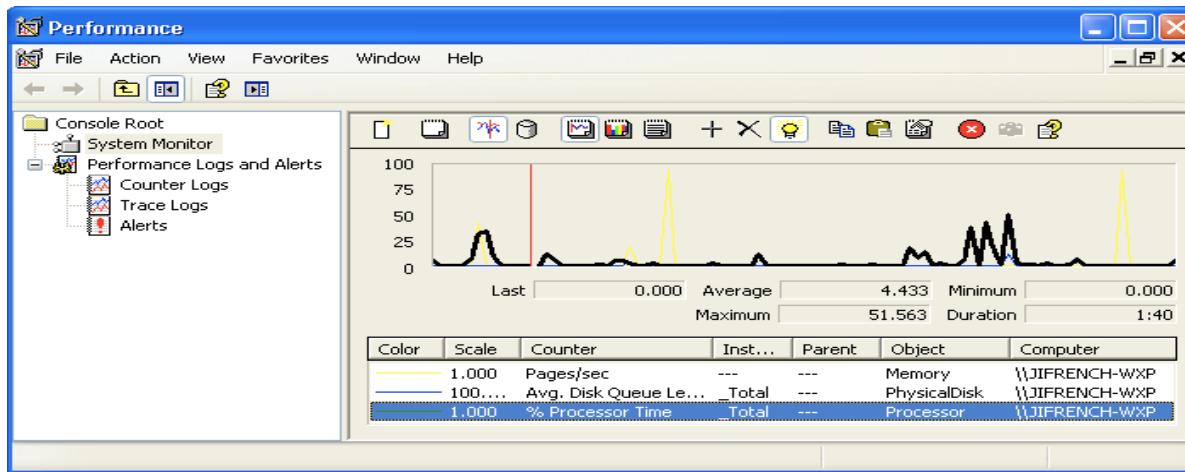 Performance
File Action View Favorites Window Help
Console Root
System Monitor
Performance Logs and Alerts
Counter Logs
Trace Logs
Alerts
100
75
50
25
0
Last 0.000 Average 4.433 Minimum 0.000
Maximum 51.563 Duration 1:40
Color Scale Counter Inst... Parent Object Computer
1.000 Pages/sec --- --- Memory \\JIFRENCH-WXP
100.... Avg. Disk Queue Le... _Total --- PhysicalDisk \\JIFRENCH-WXP
1.000 % Processor Time _Total --- Processor \\JIFRENCH-WXP